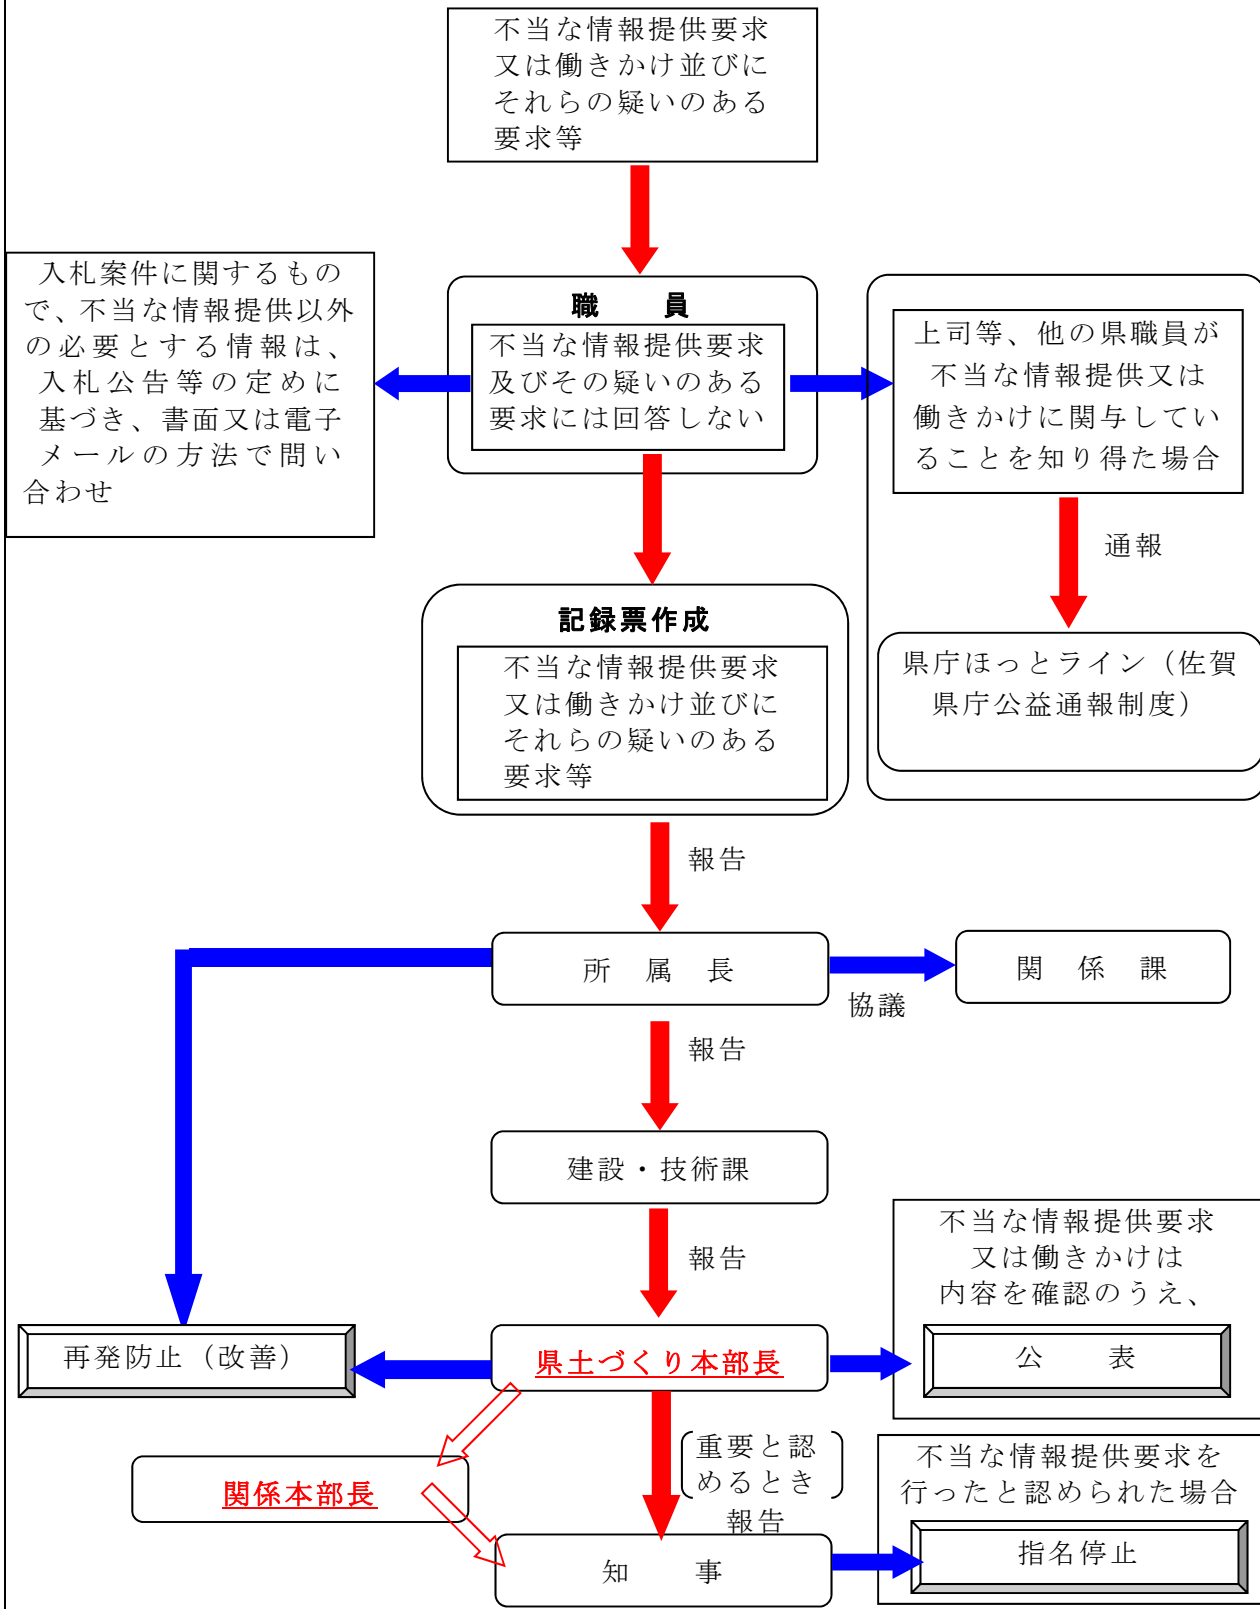 不当な情報提供要求
又は働きかけ並びに
それらの疑いのある
要求等
入札案件に関するもの
で、不当な情報提供以外
の必要とする情報は、
入札公告等の定めに
基づき、書面又は電子
メールの方法で問い
合わせ
職　員
不当な情報提供要求
及びその疑いのある
要求には回答しない
上司等、他の県職員が
不当な情報提供又は
働きかけに関与してい
ることを知り得た場合
通報
県庁ほっとライン（佐賀
県庁公益通報制度）
記録票作成
不当な情報提供要求
又は働きかけ並びに
それらの疑いのある
要求等
報告
所　属　長
協議
関　係　課
報告
建設・技術課
報告
不当な情報提供要求
又は働きかけは
内容を確認のうえ、
公　表
再発防止（改善）
県土づくり本部長
関係本部長
重要と認
めるとき
報告
知　事
不当な情報提供要求を
行ったと認められた場合
指名停止